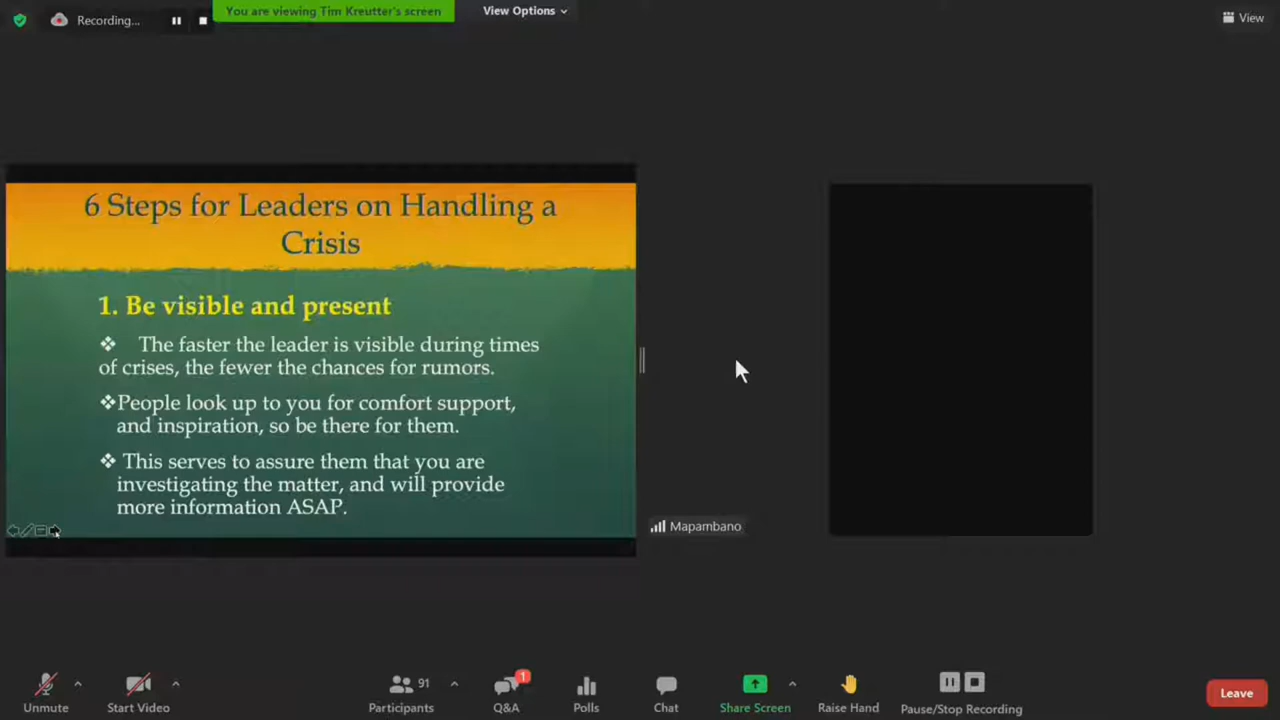 Recording...
You are viewing Tim Kreutter's screen
View Options
View
6 Steps for Leaders on Handling a
Crisis
1. Be visible and present
❖ The faster the leader is visible during times
of crises, the fewer the chances for rumors.
❖People look up to you for comfort support,
and inspiration, so be there for them.
❖ This serves to assure them that you are
investigating the matter, and will provide
more information ASAP.
Mapambano
Unmute
Start Video
91
Participants
1
Q&A
Polls
Chat
Share Screen
Raise Hand
Pause/Stop Recording
Leave